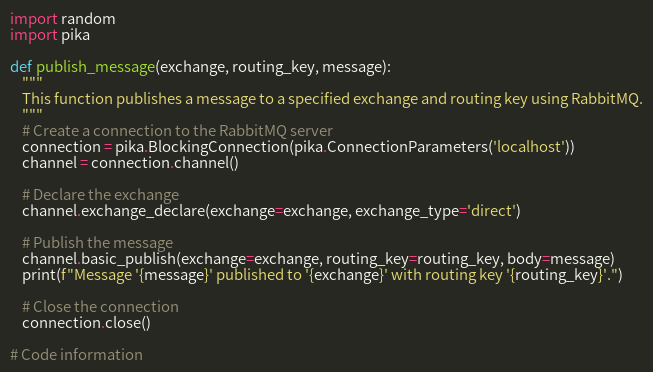 import random
import pika

def publish_message(exchange, routing_key, message):
    """
    This function publishes a message to a specified exchange and routing key using RabbitMQ.
    """
    # Create a connection to the RabbitMQ server
    connection = pika.BlockingConnection(pika.ConnectionParameters('localhost'))
    channel = connection.channel()

    # Declare the exchange
    channel.exchange_declare(exchange=exchange, exchange_type='direct')

    # Publish the message
    channel.basic_publish(exchange=exchange, routing_key=routing_key, body=message)
    print(f"Message '{message}' published to '{exchange}' with routing key '{routing_key}'.")

    # Close the connection
    connection.close()

# Code information